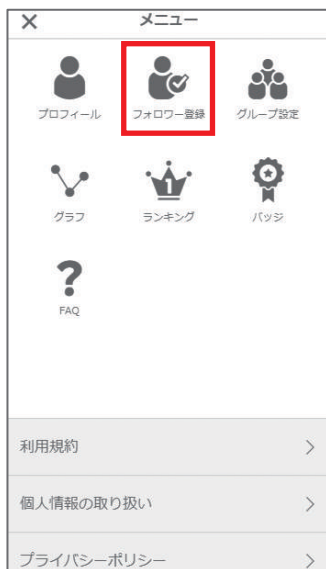 メニュー
プロフィール フォロワー登録 グループ設定
1
グラフ ランキング バッジ
?
FAQ
利用規約
個人情報の取り扱い
プライバシーポリシー